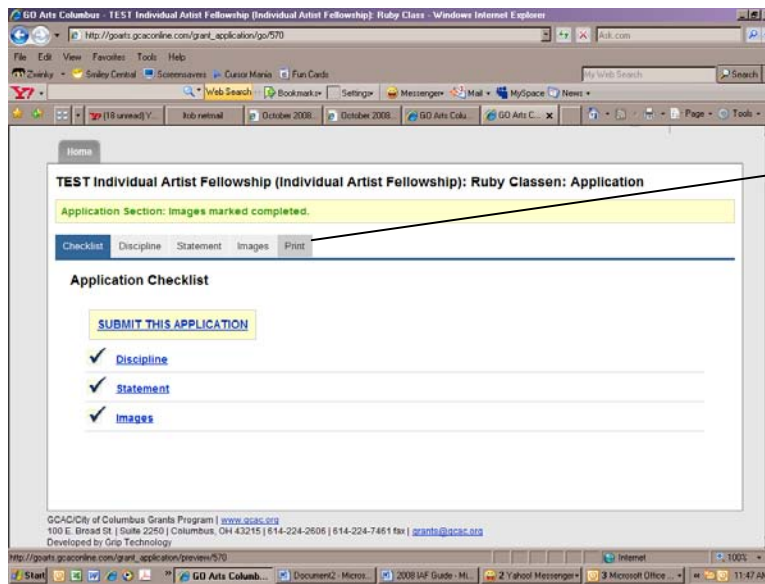 GO Arts Columbus - TEST Individual Artist Fellowship (Individual Artist Fellowship): Ruby Class - Windows Internet Explorer
http://goarts.gcaconline.com/grant_application/go/570
Ask.com
File Edit View Favorites Tools Help
Zwinky Smiley Central Screensavers Cursor Mania Fun Cards My Web Search Search
Y7 Web Search Bookmarks Settings Messenger Mail MySpace News
(18 unread) Y... October 2008... October 2008... GO Arts Colu... GO Arts C... x Page Tools
Home
TEST Individual Artist Fellowship (Individual Artist Fellowship): Ruby Classen: Application
Application Section: Images marked completed.
Checklist Discipline Statement Images Print
Application Checklist
SUBMIT THIS APPLICATION
Discipline
Statement
Images
GCAC/City of Columbus Grants Program | www.gcac.org
100 E. Broad St. | Suite 2250 | Columbus, OH 43215 | 614-224-2606 | 614-224-7461 fax | grants@gcac.org
Developed by Grip Technology
http://goarts.gcaconline.com/grant_application/preview/570 Internet 100%
Start GO Arts Columb... Document2 - Micros... 2008 IAF Guide - Mi... 2 Yahoo! Messenger 3 Microsoft Office ... 11:47 AM